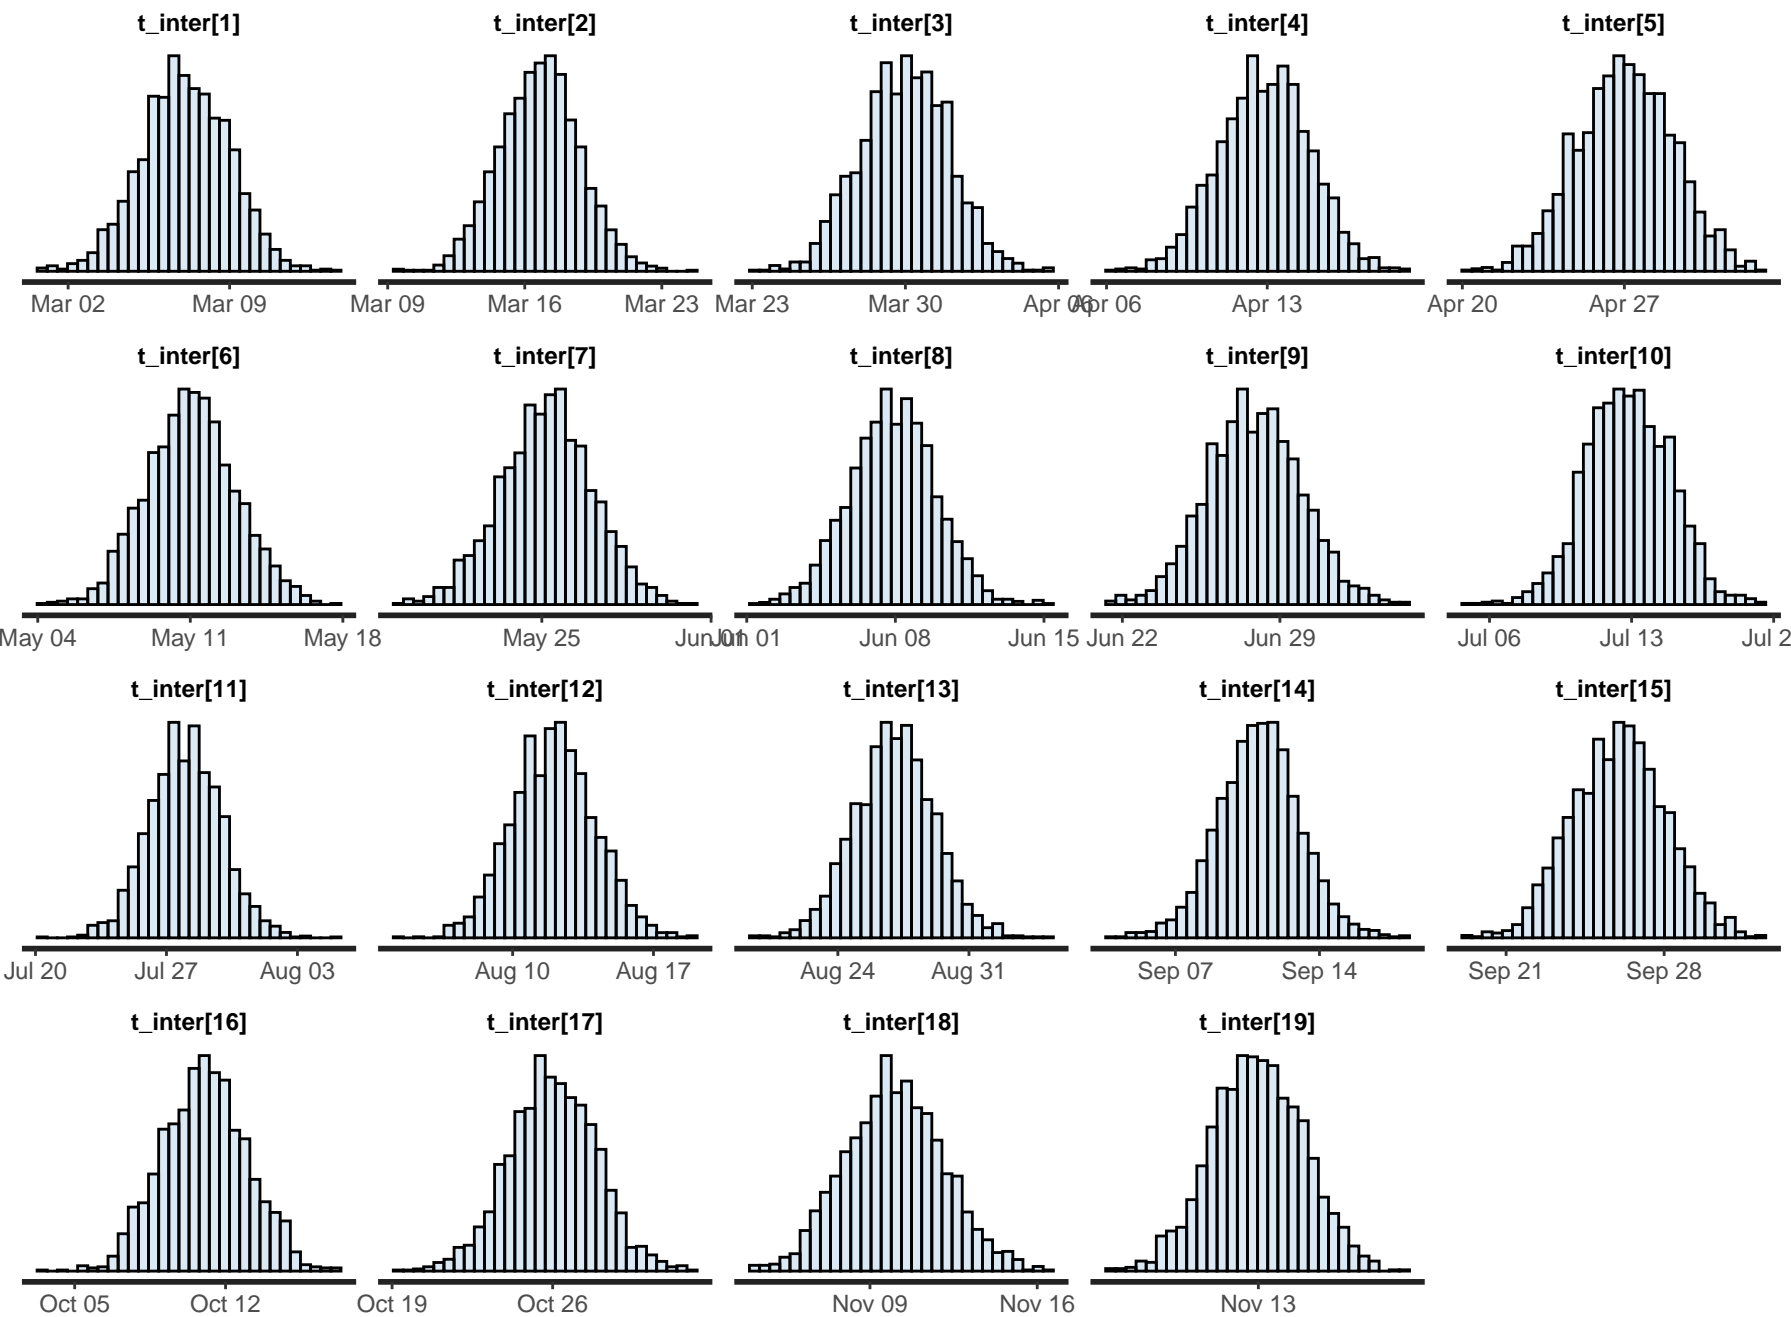 t_inter[1] t_inter[2] t_inter[3] t_inter[4] t_inter[5]
Mar 02 Mar 09 Mar 09 Mar 16 Mar 23 Mar 23 Mar 30 Apr 06 Apr 06 Apr 13 Apr 20 Apr 27
t_inter[6] t_inter[7] t_inter[8] t_inter[9] t_inter[10]
May 04 May 11 May 18 May 25 Jun 01 Jun 01 Jun 08 Jun 15 Jun 22 Jun 29 Jul 06 Jul 13 Jul 2
t_inter[11] t_inter[12] t_inter[13] t_inter[14] t_inter[15]
Jul 20 Jul 27 Aug 03 Aug 10 Aug 17 Aug 24 Aug 31 Sep 07 Sep 14 Sep 21 Sep 28
t_inter[16] t_inter[17] t_inter[18] t_inter[19]
Oct 05 Oct 12 Oct 19 Oct 26 Nov 09 Nov 16 Nov 13